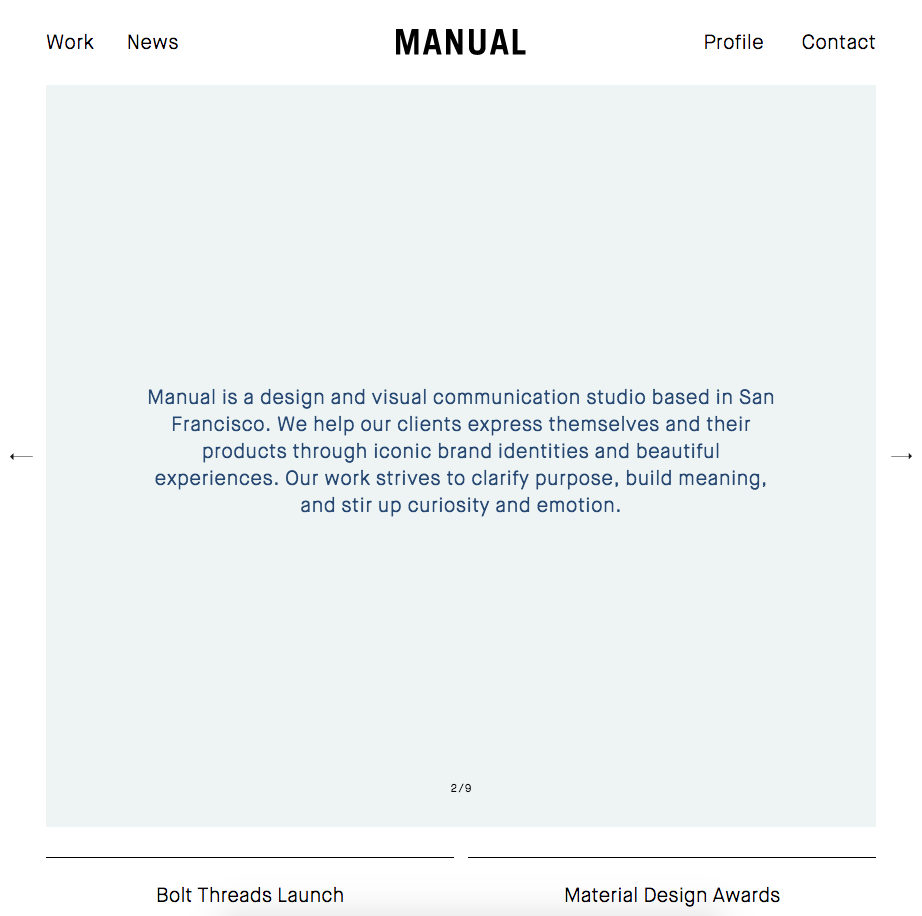 Work News MANUAL Profile Contact
Manual is a design and visual communication studio based in San
Francisco. We help our clients express themselves and their
products through iconic brand identities and beautiful
experiences. Our work strives to clarify purpose, build meaning,
and stir up curiosity and emotion.
2/9
Bolt Threads Launch
Material Design Awards